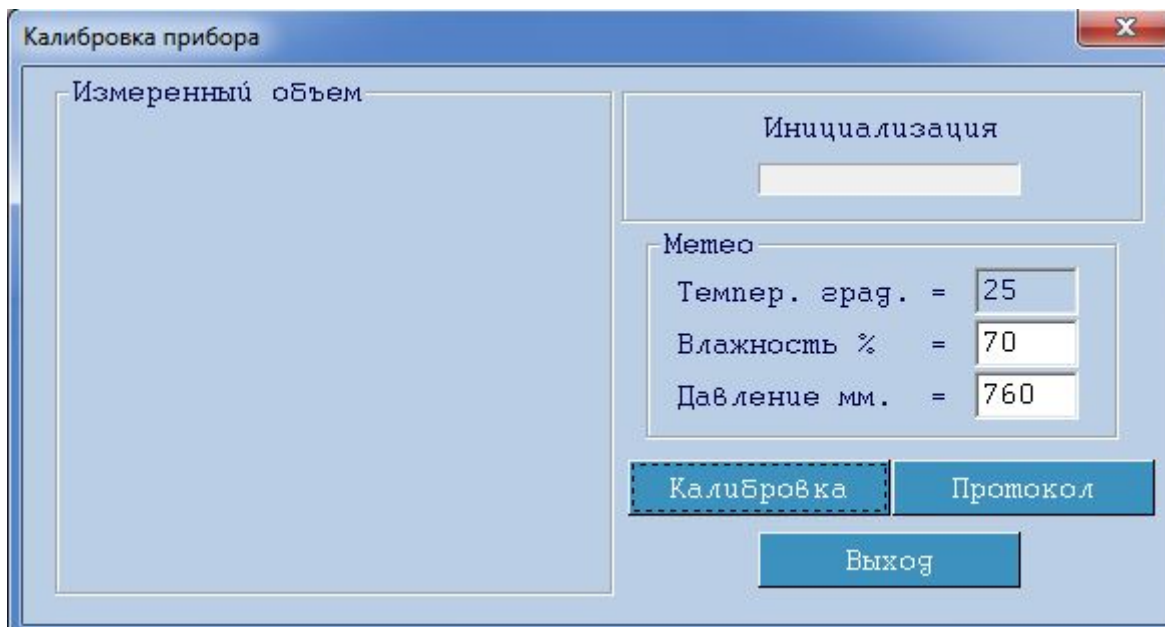 Калибровка прибора
Измеренный объем
Инициализация
Метео
Темпер. град. = 25
Влажность % = 70
Давление мм. = 760
Калибровка
Протокол
Выход